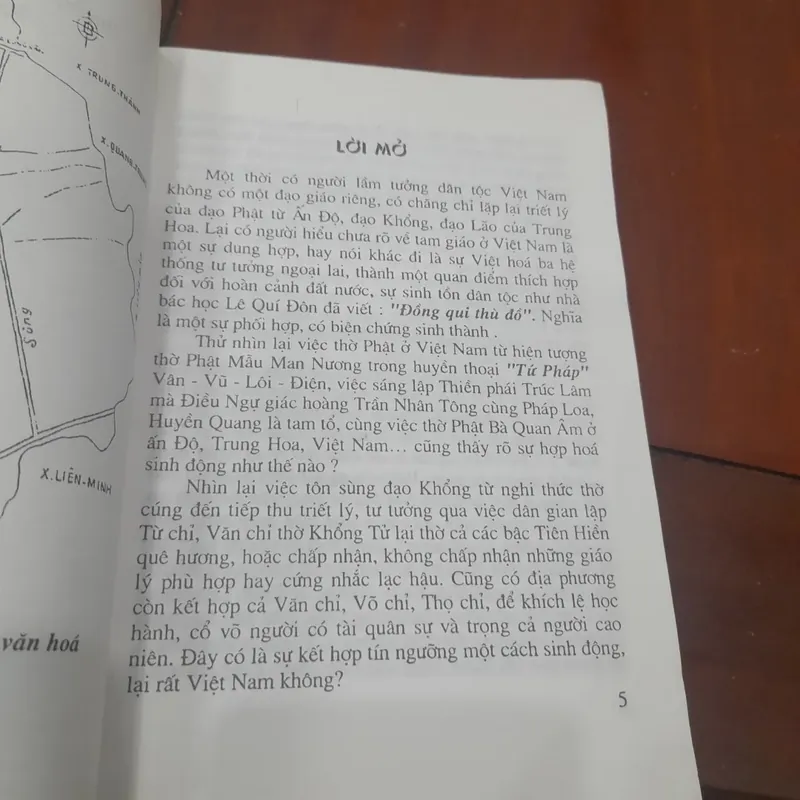 X. TRUNG-THÀNH
X. QUANG-TRUNG
Sông
X. LIÊN-MINH
văn hoá
LỜI MỞ
Một thời có người lầm tưởng dân tộc Việt Nam
không có một đạo giáo riêng, có chăng chỉ lập lại triết lý
của đạo Phật từ Ấn Độ, đạo Khổng, đạo Lão của Trung
Hoa. Lại có người hiểu chưa rõ về tam giáo ở Việt Nam là
một sự dung hợp, hay nói khác đi là sự Việt hoá ba hệ
thống tư tưởng ngoại lai, thành một quan điểm thích hợp
đối với hoàn cảnh đất nước, sự sinh tồn dân tộc như nhà
bác học Lê Quí Đôn đã viết : "Đồng qui thù đồ". Nghĩa
là một sự phối hợp, có biện chứng sinh thành .
Thử nhìn lại việc thờ Phật ở Việt Nam từ hiện tượng
thờ Phật Mẫu Man Nương trong huyền thoại "Tứ Pháp"
Vân - Vũ - Lôi - Điện, việc sáng lập Thiền phái Trúc Lâm
mà Điều Ngự giác hoàng Trần Nhân Tông cùng Pháp Loa,
Huyền Quang là tam tổ, cùng việc thờ Phật Bà Quan Âm ở
ấn Độ, Trung Hoa, Việt Nam... cũng thấy rõ sự hợp hoá
sinh động như thế nào ?
Nhìn lại việc tôn sùng đạo Khổng từ nghi thức thờ
cúng đến tiếp thu triết lý, tư tưởng qua việc dân gian lập
Từ chỉ, Văn chỉ thờ Khổng Tử lại thờ cả các bậc Tiên Hiền
quê hương, hoặc chấp nhận, không chấp nhận những giáo
lý phù hợp hay cứng nhắc lạc hậu. Cũng có địa phương
còn kết hợp cả Văn chỉ, Võ chỉ, Thọ chỉ, để khích lệ học
hành, cổ võ người có tài quân sự và trọng cả người cao
niên. Đây có là sự kết hợp tín ngưỡng một cách sinh động,
lại rất Việt Nam không?
5